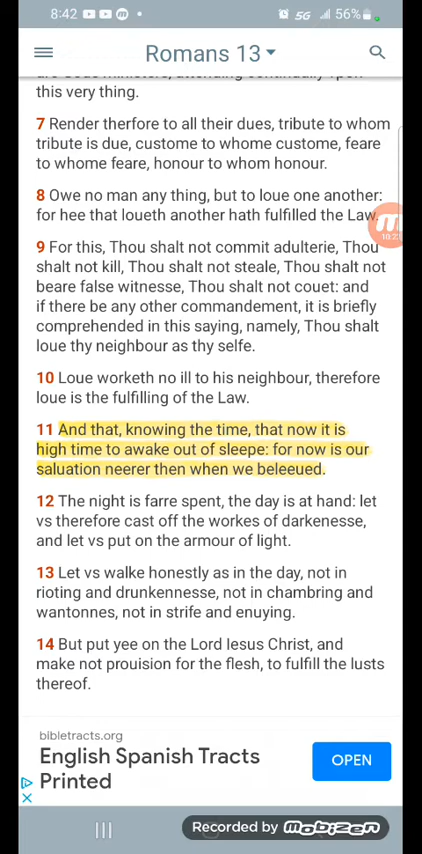 8:42
5G
56%
Romans 13
this very thing.
7 Render therfore to all their dues, tribute to whom
tribute is due, custome to whome custome, feare
to whome feare, honour to whom honour.
8 Owe no man any thing, but to loue one another:
for hee that loueth another hath fulfilled the Law.
9 For this, Thou shalt not commit adulterie, Thou
shalt not kill, Thou shalt not steale, Thou shalt not
beare false witnesse, Thou shalt not couet: and
if there be any other commandement, it is briefly
comprehended in this saying, namely, Thou shalt
loue thy neighbour as thy selfe.
10 Loue worketh no ill to his neighbour, therefore
loue is the fulfilling of the Law.
11 And that, knowing the time, that now it is
high time to awake out of sleepe: for now is our
saluation neerer then when we beleeued.
12 The night is farre spent, the day is at hand: let
vs therefore cast off the workes of darkenesse,
and let vs put on the armour of light.
13 Let vs walke honestly as in the day, not in
rioting and drunkennesse, not in chambring and
wantonnes, not in strife and enuying.
14 But put yee on the Lord Iesus Christ, and
make not prouision for the flesh, to fulfill the lusts
thereof.
bibletracts.org
English Spanish Tracts
Printed
OPEN
Recorded by mobizen